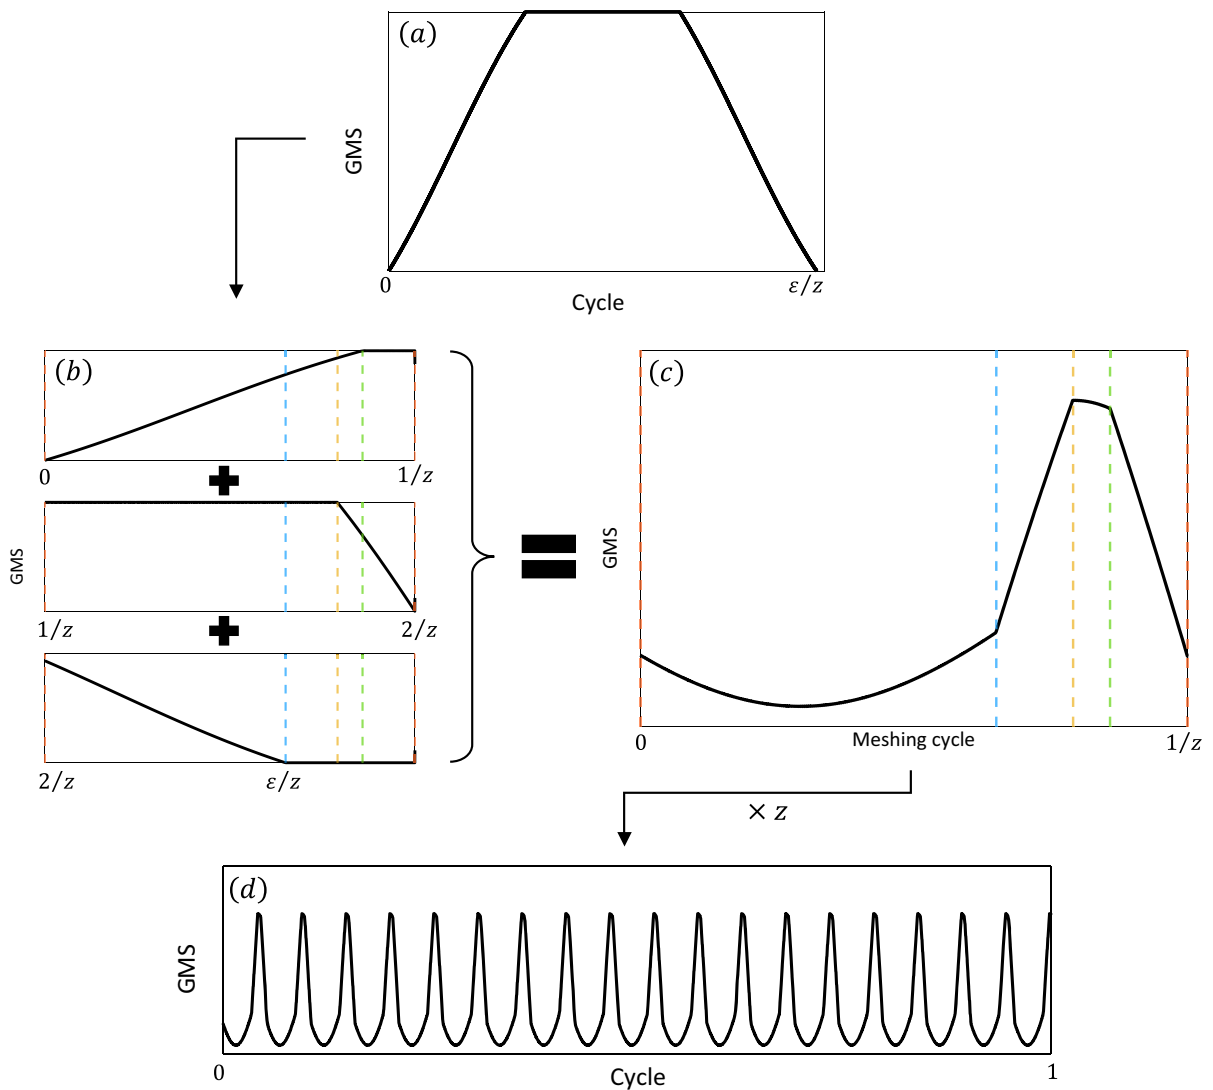 (a)
GMS
0
ε/z
Cycle
(b)
0
1/z
GMS
1/z
2/z
2/z
ε/z
(c)
GMS
0
Meshing cycle
1/z
× z
(d)
GMS
0
Cycle
1